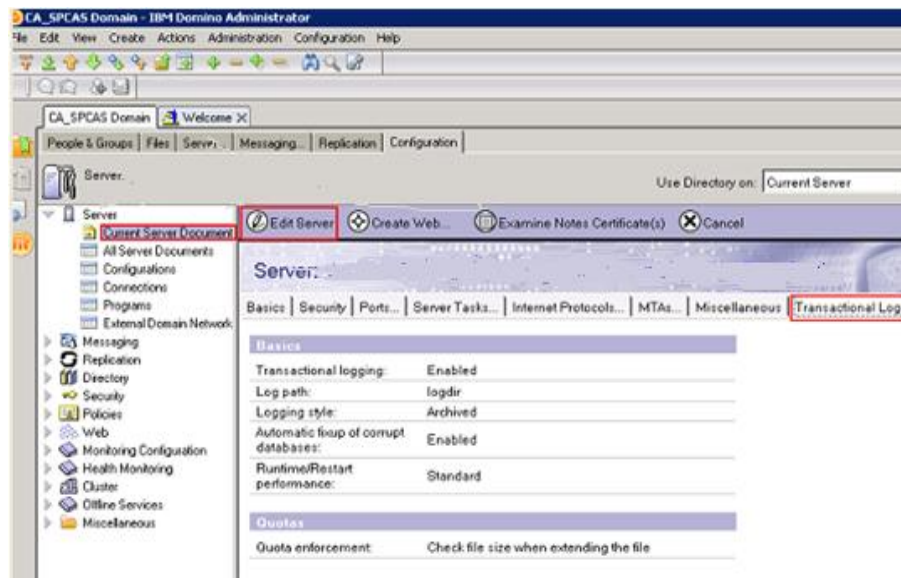 CA_SPCAS Domain - IBM Domino Administrator
File Edit View Create Actions Administration Configuration Help
CA_SPCAS Domain Welcome
People & Groups Files Server Messaging... Replication Configuration
Server.
Use Directory on: Current Server
Server
Current Server Document
All Server Documents
Configurations
Connections
Programs
External Domain Network
Messaging
Replication
Directory
Security
Policies
Web
Monitoring Configuration
Health Monitoring
Cluster
Offline Services
Miscellaneous
Edit Server Create Web... Examine Notes Certificate(s) Cancel
Server:
Basics Security Ports... Server Tasks... Internet Protocols... MTAs... Miscellaneous Transactional Log
Basics
Transactional logging: Enabled
Log path: logdir
Logging style: Archived
Automatic fixup of corrupt
databases: Enabled
Runtime/Restart
performance: Standard
Quotas
Quota enforcement: Check file size when extending the file